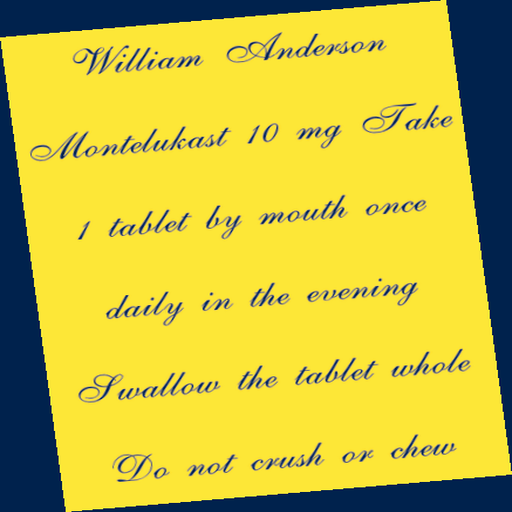 William Anderson
Montelukast 10 mg Take
1 tablet by mouth once
daily in the evening
Swallow the tablet whole
Do not crush or chew